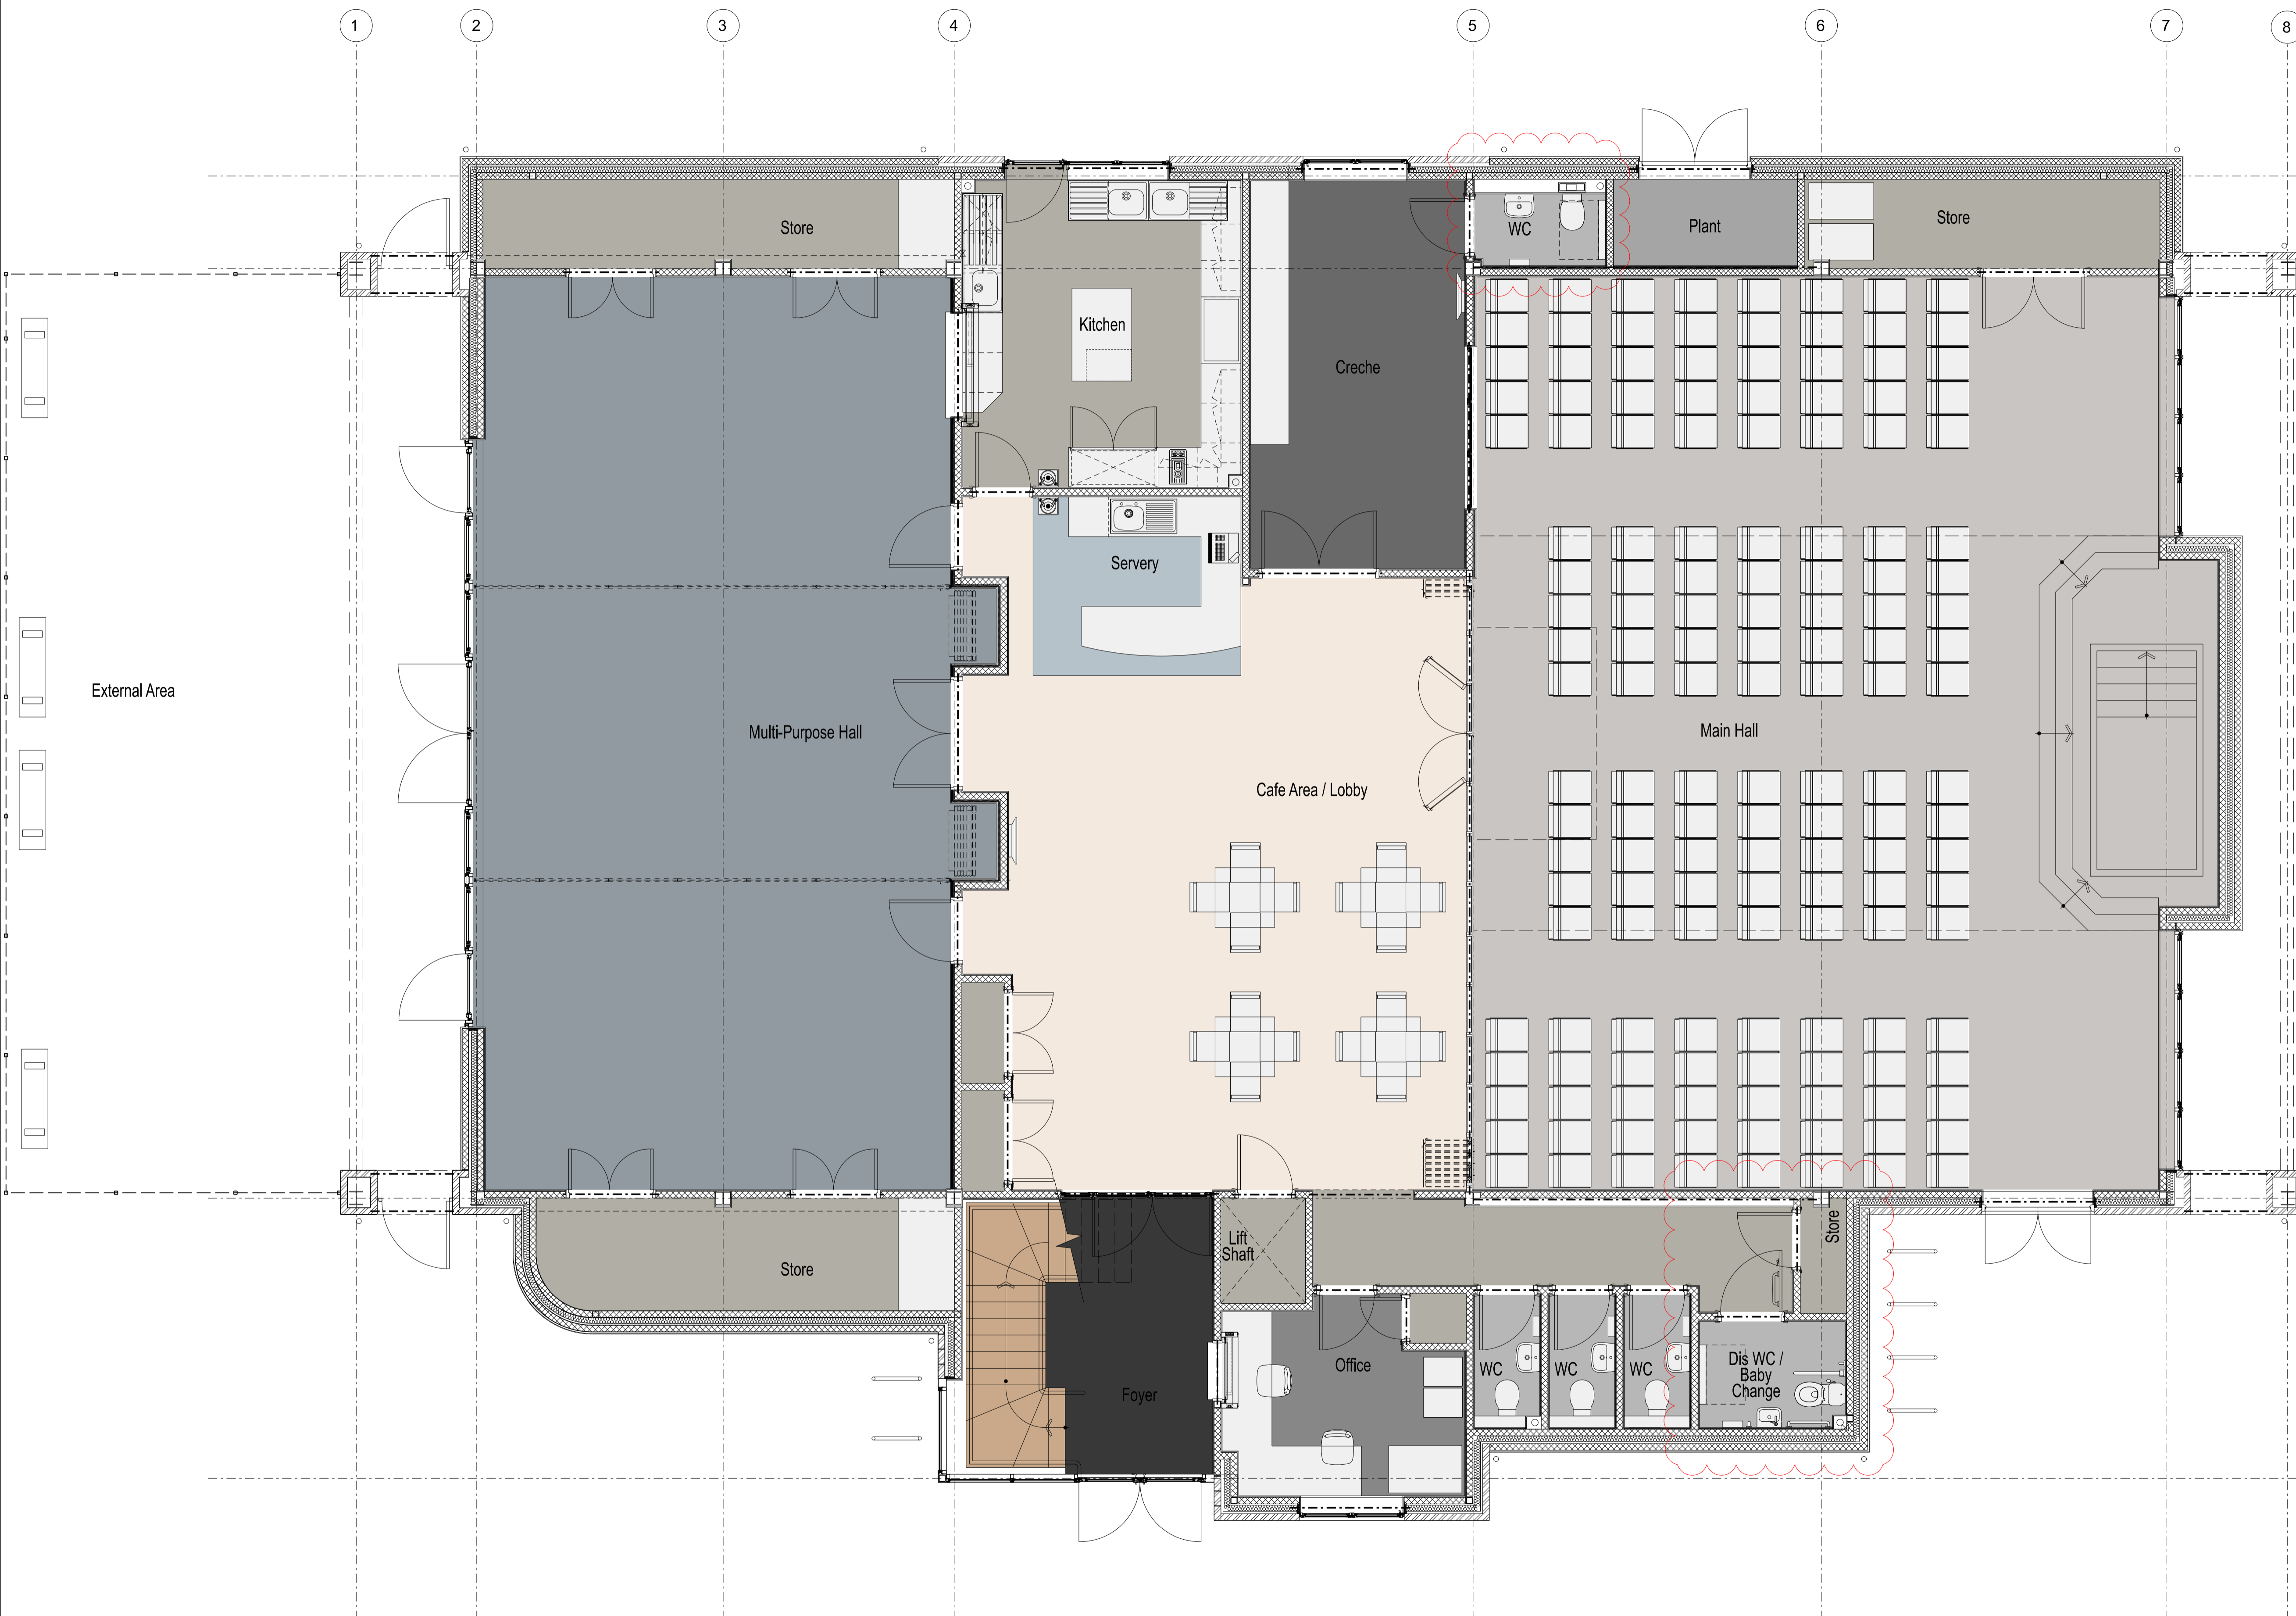 1
2
3
4
5
6
7
8
Store
Kitchen
Creche
WC
Plant
Store
Servery
External Area
Multi-Purpose Hall
Cafe Area / Lobby
Main Hall
Store
Foyer
Lift
Shaft
Office
WC
WC
WC
Dis WC /
Baby
Change
Store